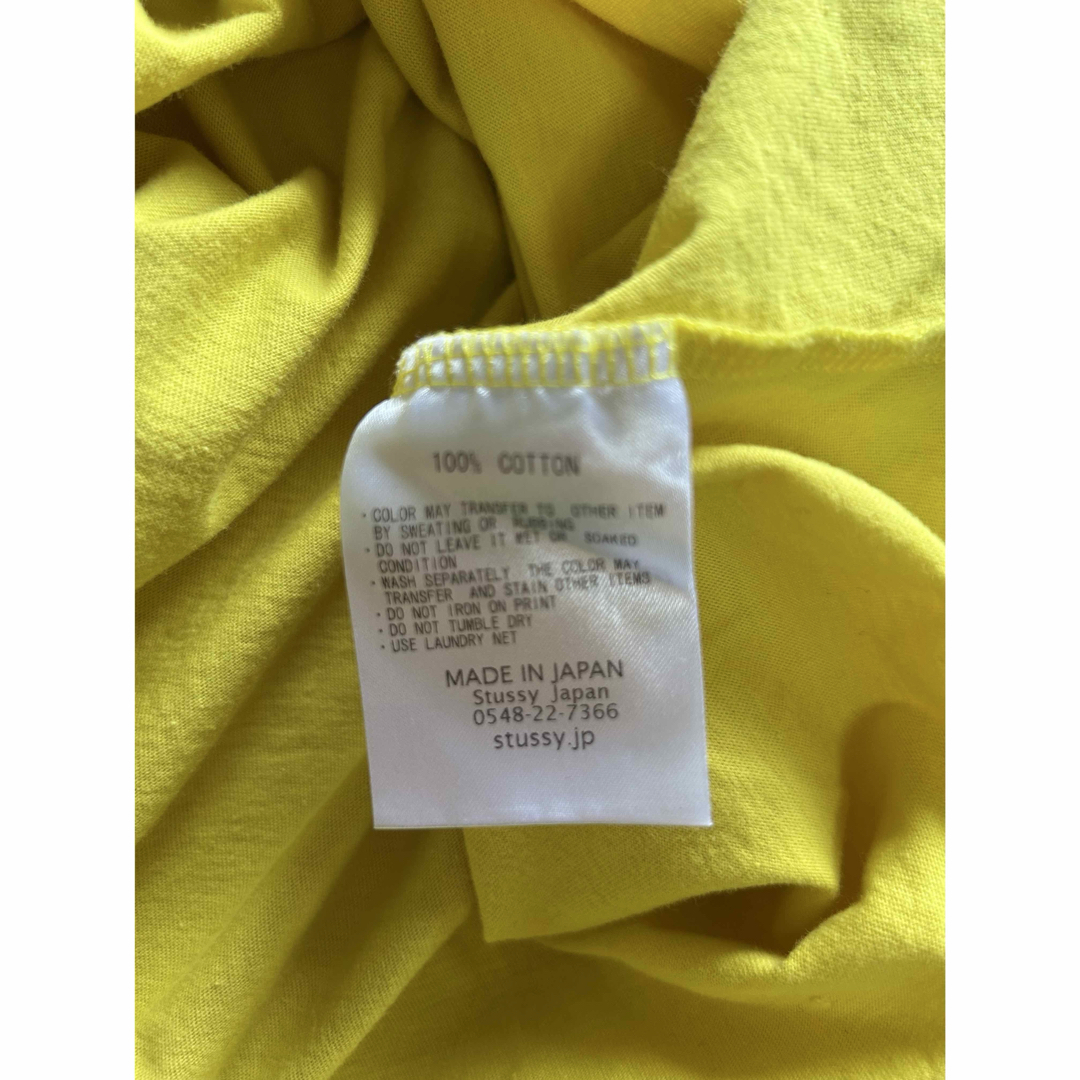 100% COTTON
・COLOR MAY TRANSFER TO OTHER ITEM
BY SWEATING OR RUBBING
・DO NOT LEAVE IT WET OR SOAKED
CONDITION
・WASH SEPARATELY THE COLOR MAY
TRANSFER AND STAIN OTHER ITEMS
・DO NOT IRON ON PRINT
・DO NOT TUMBLE DRY
・USE LAUNDRY NET
MADE IN JAPAN
Stussy Japan
0548-22-7366
stussy.jp